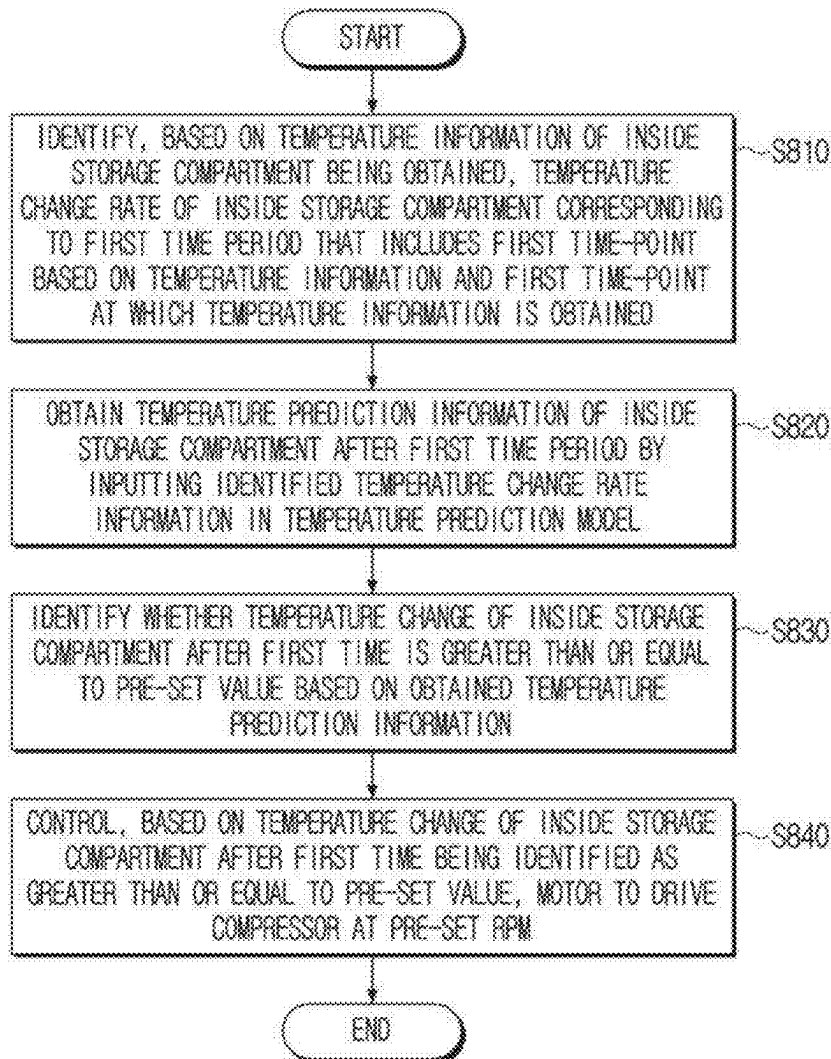 START
IDENTIFY, BASED ON TEMPERATURE INFORMATION OF INSIDE
STORAGE COMPARTMENT BEING OBTAINED, TEMPERATURE
CHANGE RATE OF INSIDE STORAGE COMPARTMENT CORRESPONDING
TO FIRST TIME PERIOD THAT INCLUDES FIRST TIME-POINT
BASED ON TEMPERATURE INFORMATION AND FIRST TIME-POINT
AT WHICH TEMPERATURE INFORMATION IS OBTAINED
S810
OBTAIN TEMPERATURE PREDICTION INFORMATION OF INSIDE
STORAGE COMPARTMENT AFTER FIRST TIME PERIOD BY
INPUTTING IDENTIFIED TEMPERATURE CHANGE RATE
INFORMATION IN TEMPERATURE PREDICTION MODEL
S820
IDENTIFY WHETHER TEMPERATURE CHANGE OF INSIDE STORAGE
COMPARTMENT AFTER FIRST TIME IS GREATER THAN OR EQUAL
TO PRE-SET VALUE BASED ON OBTAINED TEMPERATURE
PREDICTION INFORMATION
S830
CONTROL, BASED ON TEMPERATURE CHANGE OF INSIDE STORAGE
COMPARTMENT AFTER FIRST TIME BEING IDENTIFIED AS
GREATER THAN OR EQUAL TO PRE-SET VALUE, MOTOR TO DRIVE
COMPRESSOR AT PRE-SET RPM
S840
END